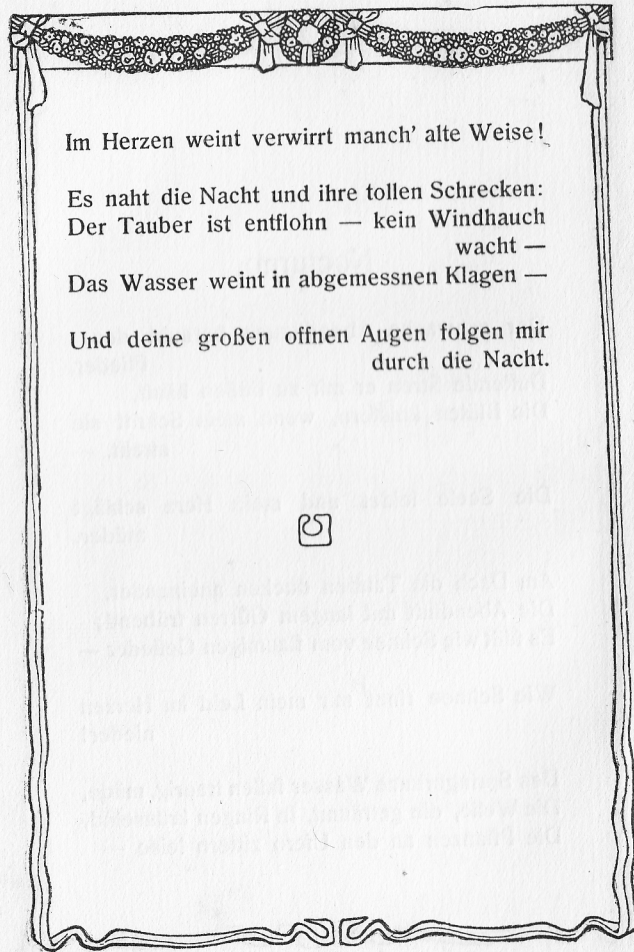 Im Herzen weint verwirrt manch' alte Weise!
Es naht die Nacht und ihre tollen Schrecken:
Der Tauber ist entflohn — kein Windhauch
wacht —
Das Wasser weint in abgemessnen Klagen —
Und deine großen offnen Augen folgen mir
durch die Nacht.